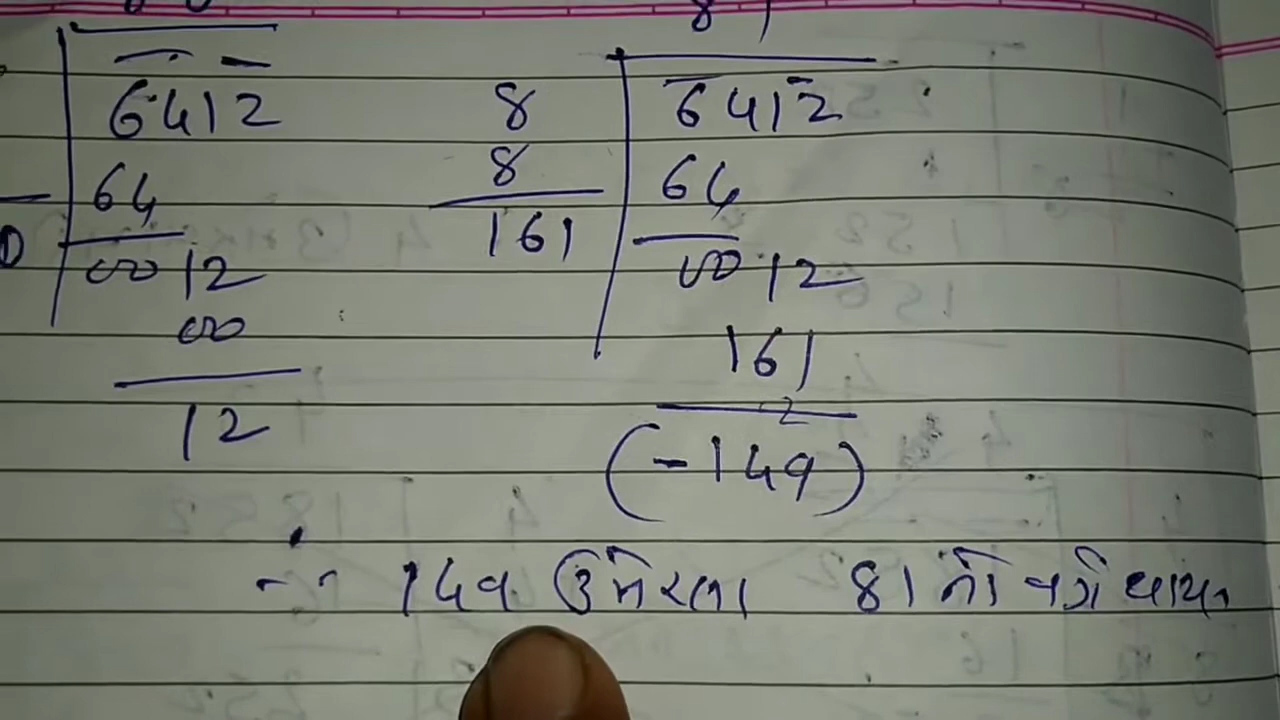 81
6412 8 6412
64 8 64
0 0012 161 0012
00 161
12 (-149)
∴ 149 ઉમેરતા 81 નો વર્ગ થાય